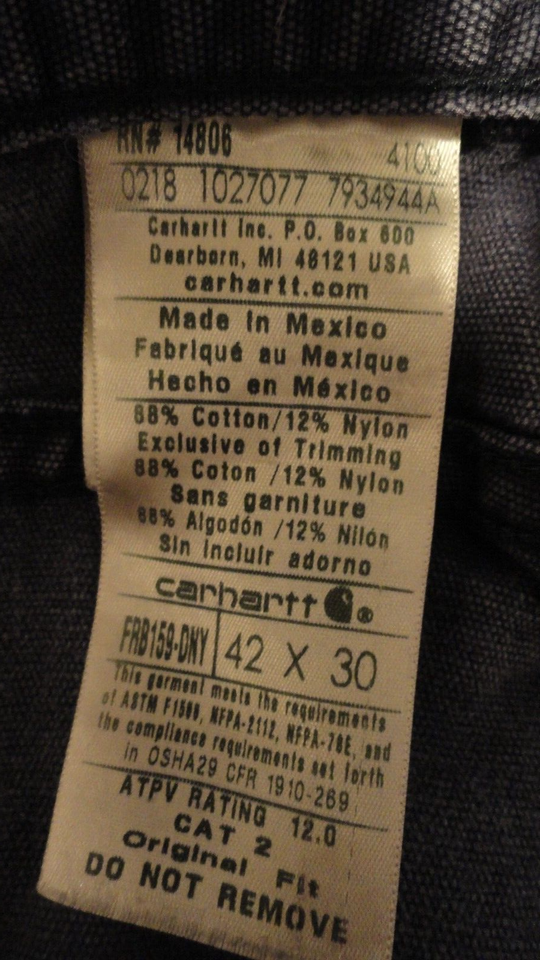 RN# 14806 4100
0218 1027077 7934944A
Carhartt Inc. P.O. Box 600
Dearborn, MI 48121 USA
carhartt.com
Made in Mexico
Fabriqué au Mexique
Hecho en México
88% Cotton/12% Nylon
Exclusive of Trimming
88% Coton /12% Nylon
Sans garniture
88% Algodón /12% Nilón
Sin incluir adorno
carhartt ®
FRB159-DNY 42 X 30
This garment meets the requirements
of ASTM F1506, NFPA-2112, NFPA-70E, and
the compliance requirements set forth
in OSHA29 CFR 1910-269
ATPV RATING 12.0
CAT 2
Original Fit
DO NOT REMOVE